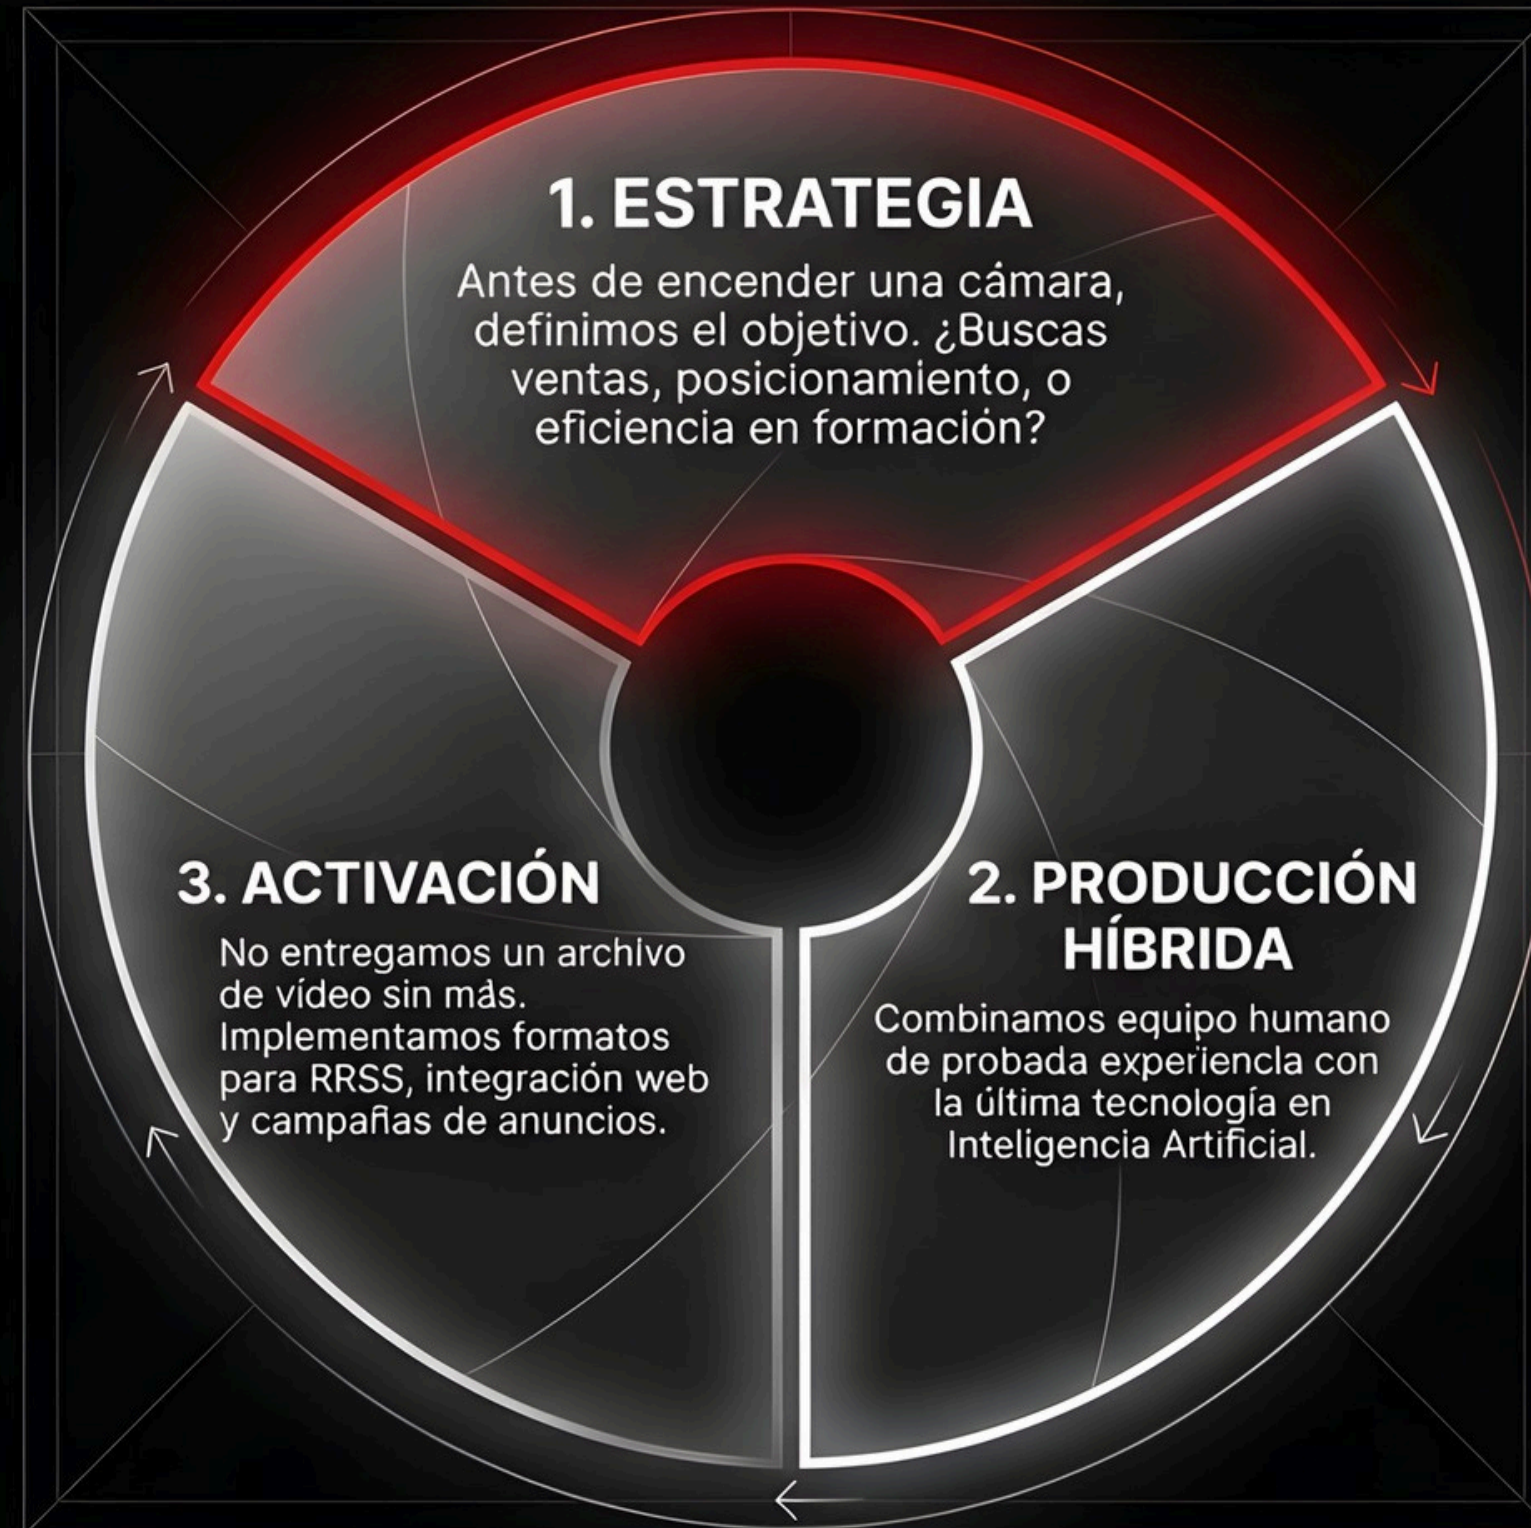 1. ESTRATEGIA
Antes de encender una cámara,
definimos el objetivo. ¿Buscas
ventas, posicionamiento, o
eficiencia en formación?
2. PRODUCCIÓN
HÍBRIDA
Combinamos equipo humano
de probada experiencla con
la última tecnología en
Inteligencia Artificial.
3. ACTIVACIÓN
No entregamos un archivo
de vídeo sin más.
Implementamos formatos
para RRSS, integración web
y campañas de anuncios.